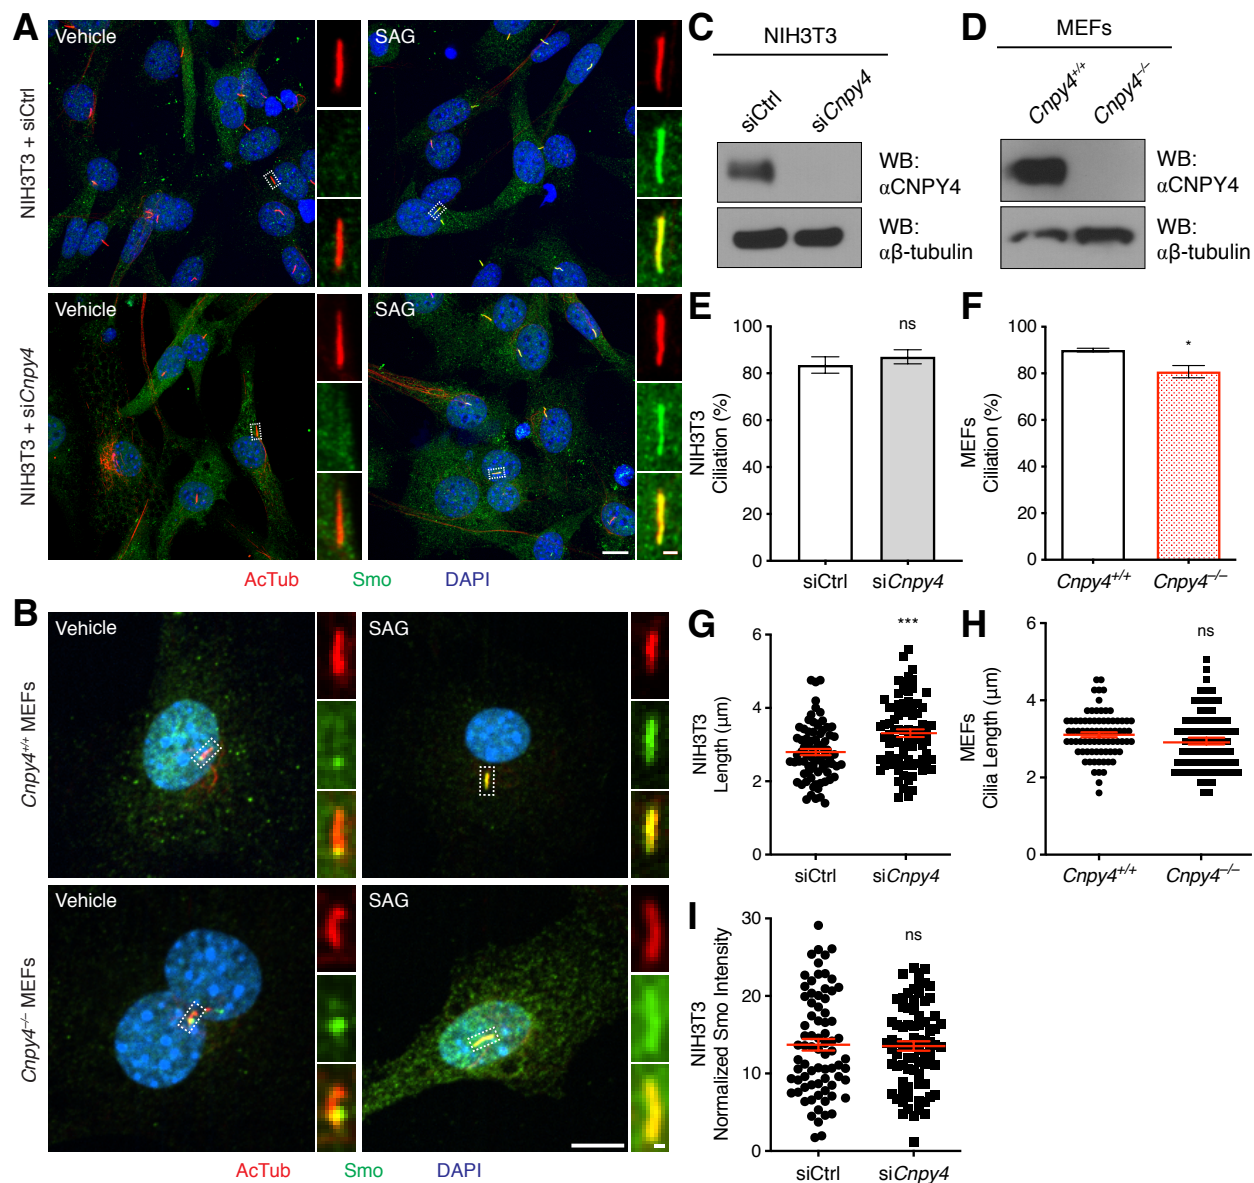 A
Vehicle
SAG
NIH3T3 + siCtrl
Vehicle
SAG
NIH3T3 + siCnpy4
AcTub Smo DAPI
B
Vehicle
SAG
Cnpy4+/+ MEFs
Vehicle
SAG
Cnpy4–/– MEFs
AcTub Smo DAPI
C
NIH3T3
siCtrl
siCnpy4
WB:
αCNPY4
WB:
αβ-tubulin
D
MEFs
Cnpy4+/+
Cnpy4–/–
WB:
αCNPY4
WB:
αβ-tubulin
E
NIH3T3
Ciliation (%)
100
80
60
40
20
0
ns
siCtrl
siCnpy4
F
MEFs
Ciliation (%)
100
80
60
40
20
0
*
Cnpy4+/+
Cnpy4–/–
G
NIH3T3
Length (µm)
6
4
2
0
***
siCtrl
siCnpy4
H
MEFs
Cilia Length (µm)
6
4
2
0
ns
Cnpy4+/+
Cnpy4–/–
I
NIH3T3
Normalized Smo Intensity
30
20
10
0
ns
siCtrl
siCnpy4